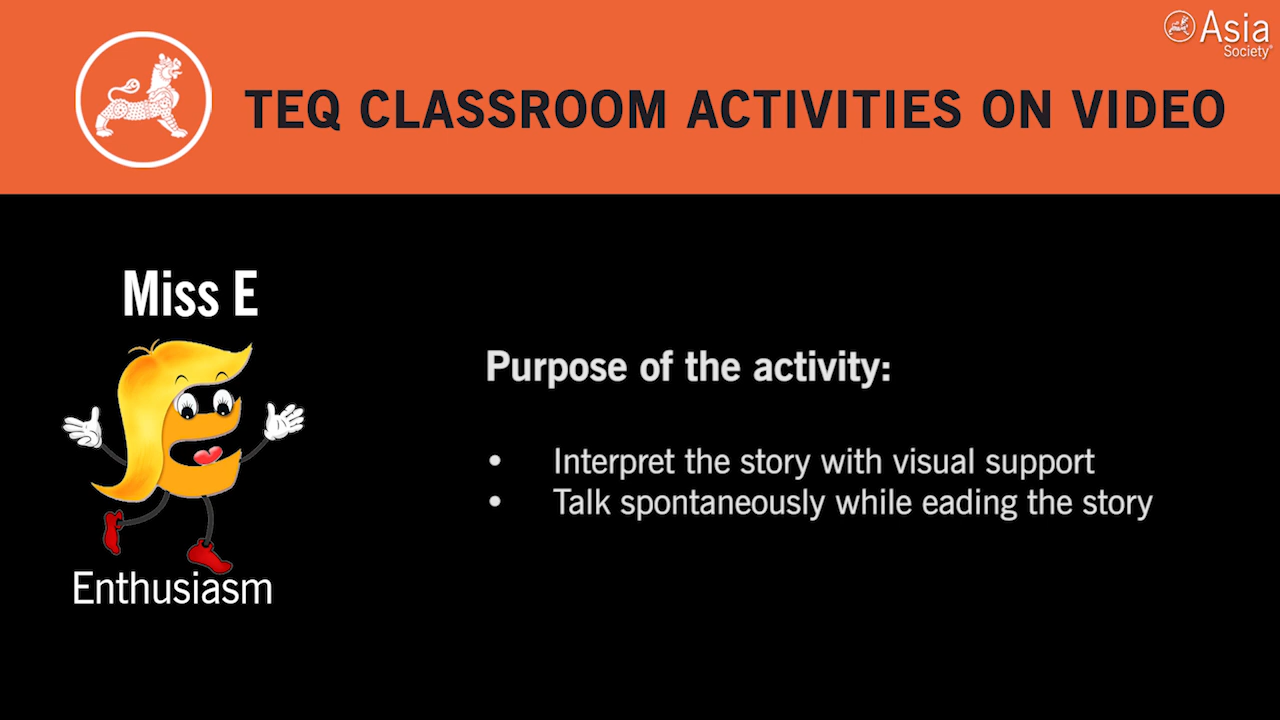 Asia
Society®
TEQ CLASSROOM ACTIVITIES ON VIDEO
Miss E
Enthusiasm
Purpose of the activity:
• Interpret the story with visual support
• Talk spontaneously while eading the story